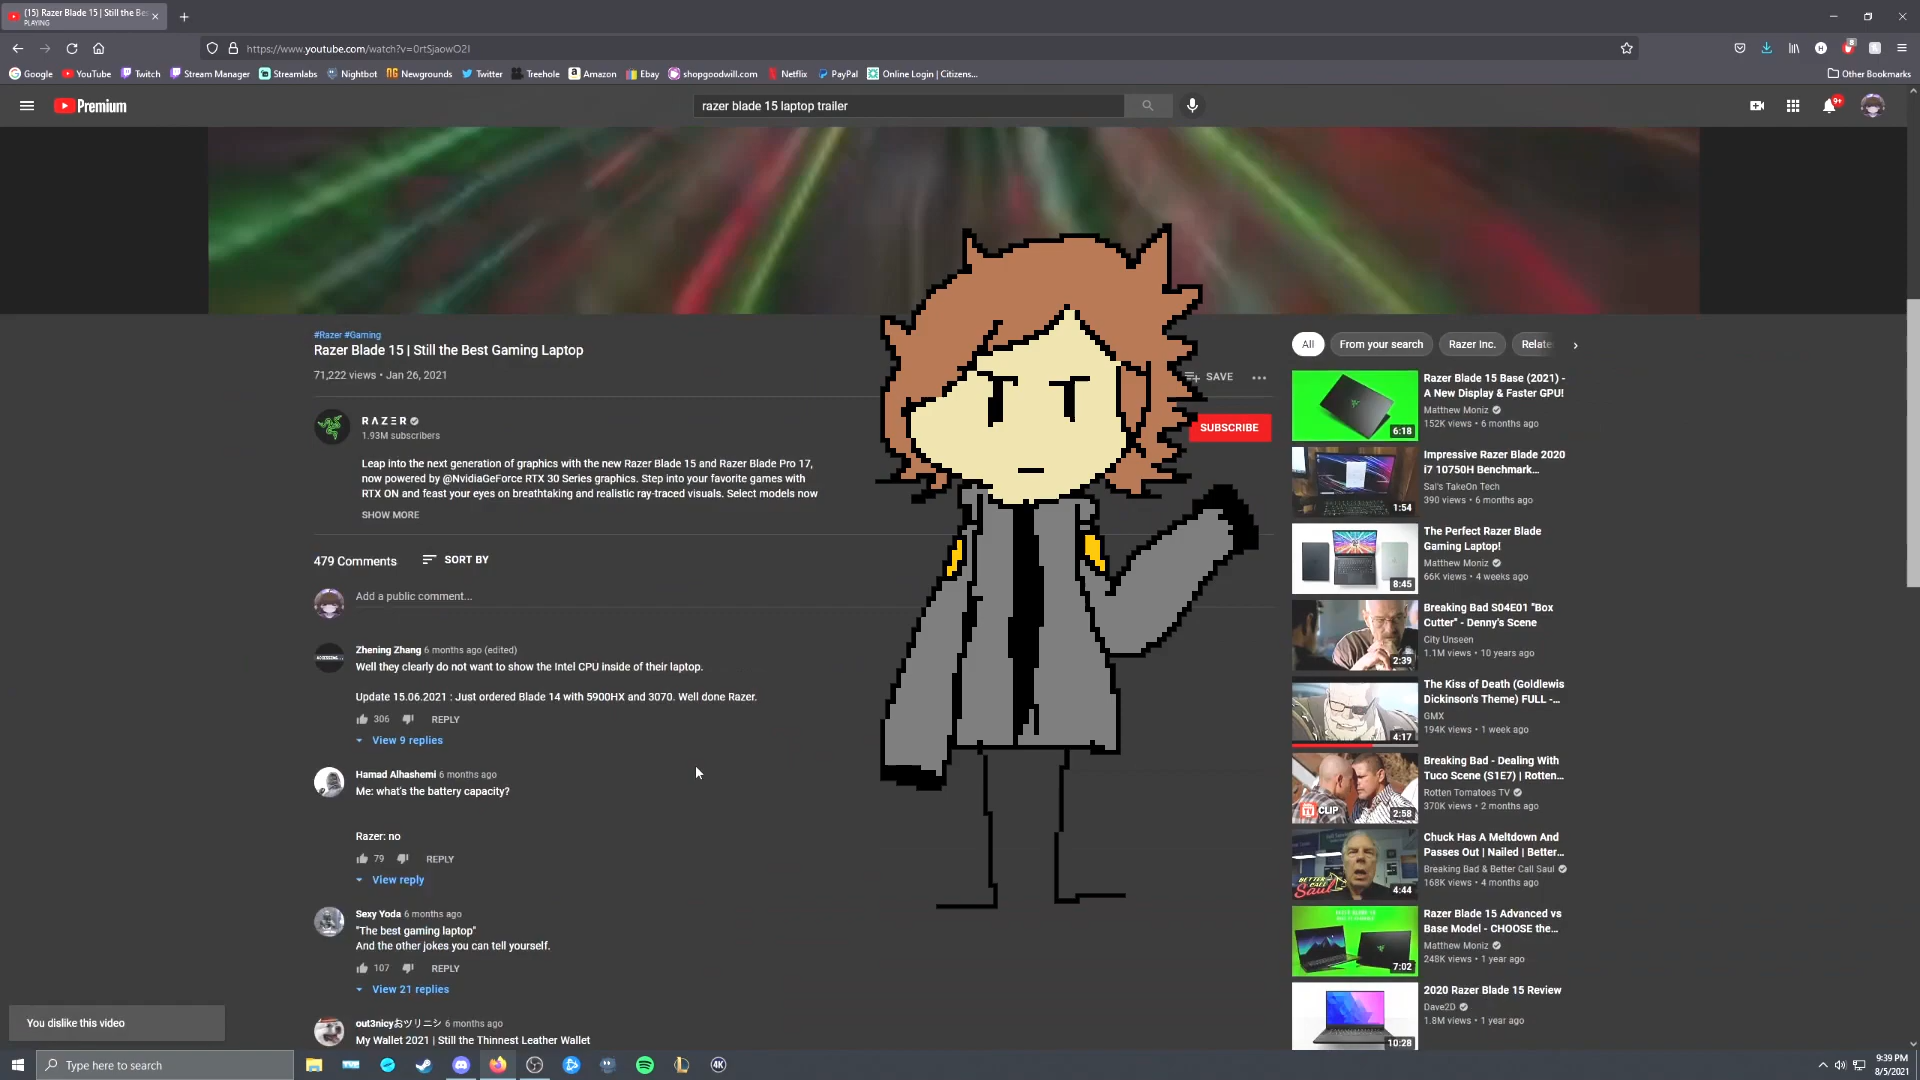 (15) Razer Blade 15 | Still the Be
PLAYING
https://www.youtube.com/watch?v=0rtSjaowO2I
Google
YouTube
Twitch
Stream Manager
Streamlabs
Nightbot
NG Newgrounds
Twitter
Treehole
Amazon
Ebay
shopgoodwill.com
Netflix
PayPal
Online Login | Citizens...
Other Bookmarks
Premium
razer blade 15 laptop trailer
9+
#Razer #Gaming
Razer Blade 15 | Still the Best Gaming Laptop
71,222 views • Jan 26, 2021
SAVE
RAZER
1.93M subscribers
SUBSCRIBE
Leap into the next generation of graphics with the new Razer Blade 15 and Razer Blade Pro 17,
now powered by @NvidiaGeForce RTX 30 Series graphics. Step into your favorite games with
RTX ON and feast your eyes on breathtaking and realistic ray-traced visuals. Select models now
SHOW MORE
479 Comments
SORT BY
Add a public comment...
Zhening Zhang 6 months ago (edited)
Well they clearly do not want to show the Intel CPU inside of their laptop.
Update 15.06.2021 : Just ordered Blade 14 with 5900HX and 3070. Well done Razer.
306 REPLY
View 9 replies
Hamad Alhashemi 6 months ago
Me: what's the battery capacity?
Razer: no
79 REPLY
View reply
Sexy Yoda 6 months ago
"The best gaming laptop"
And the other jokes you can tell yourself.
107 REPLY
View 21 replies
out3nicyおツリニシ 6 months ago
My Wallet 2021 | Still the Thinnest Leather Wallet
You dislike this video
All
From your search
Razer Inc.
Relate
Razer Blade 15 Base (2021) -
A New Display & Faster GPU!
Matthew Moniz
152K views • 6 months ago
6:18
Impressive Razer Blade 2020
i7 10750H Benchmark...
Sal's TakeOn Tech
390 views • 6 months ago
1:54
The Perfect Razer Blade
Gaming Laptop!
Matthew Moniz
66K views • 4 weeks ago
8:45
Breaking Bad S04E01 "Box
Cutter" - Denny's Scene
City Unseen
1.1M views • 10 years ago
2:39
The Kiss of Death (Goldlewis
Dickinson's Theme) FULL -...
GMX
194K views • 1 week ago
4:17
Breaking Bad - Dealing With
Tuco Scene (S1E7) | Rotten...
Rotten Tomatoes TV
370K views • 2 months ago
CLIP
2:58
Chuck Has A Meltdown And
Passes Out | Nailed | Better...
Breaking Bad & Better Call Saul
168K views • 4 months ago
BETTER
CALL
Saul
4:44
Razer Blade 15 Advanced vs
Base Model - CHOOSE the...
Matthew Moniz
248K views • 1 year ago
7:02
2020 Razer Blade 15 Review
Dave2D
1.8M views • 1 year ago
10:28
Type here to search
4K
9:39 PM
8/5/2021